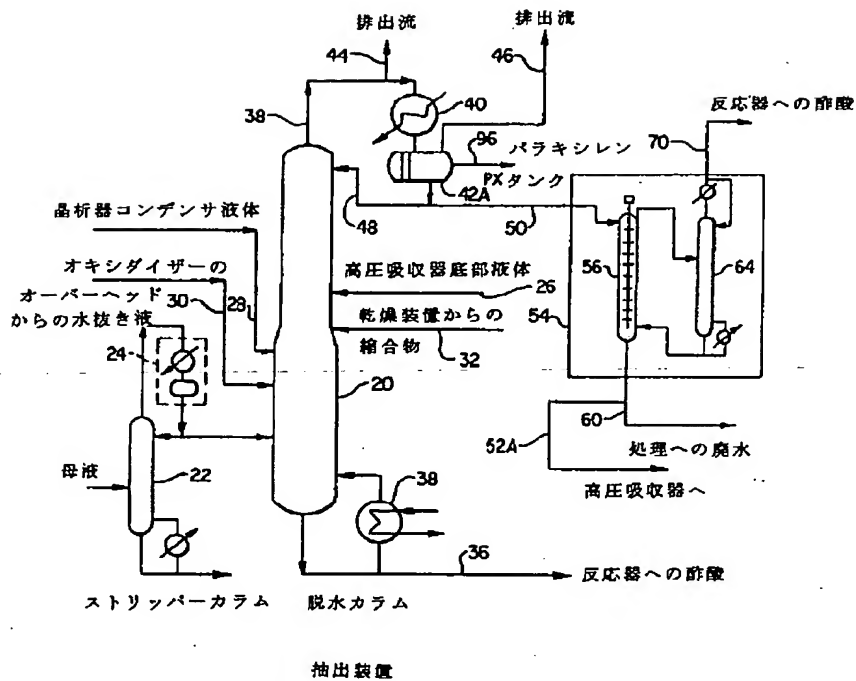 排出流
排出流
44
46
反応器への酢酸
38
40
70
96
パラキシレン
PXタンク
42A
晶析器コンデンサ液体
48
50
オキシダイザーの
高圧吸収器底部液体
56
64
30
28
26
オーバーヘッド
からの水抜き液
乾燥装置からの
54
24
縮合物
32
20
60
52A
処理への廃水
母液
22
38
高圧吸収器へ
36
反応器への酢酸
ストリッパーカラム
脱水カラム
抽出装置